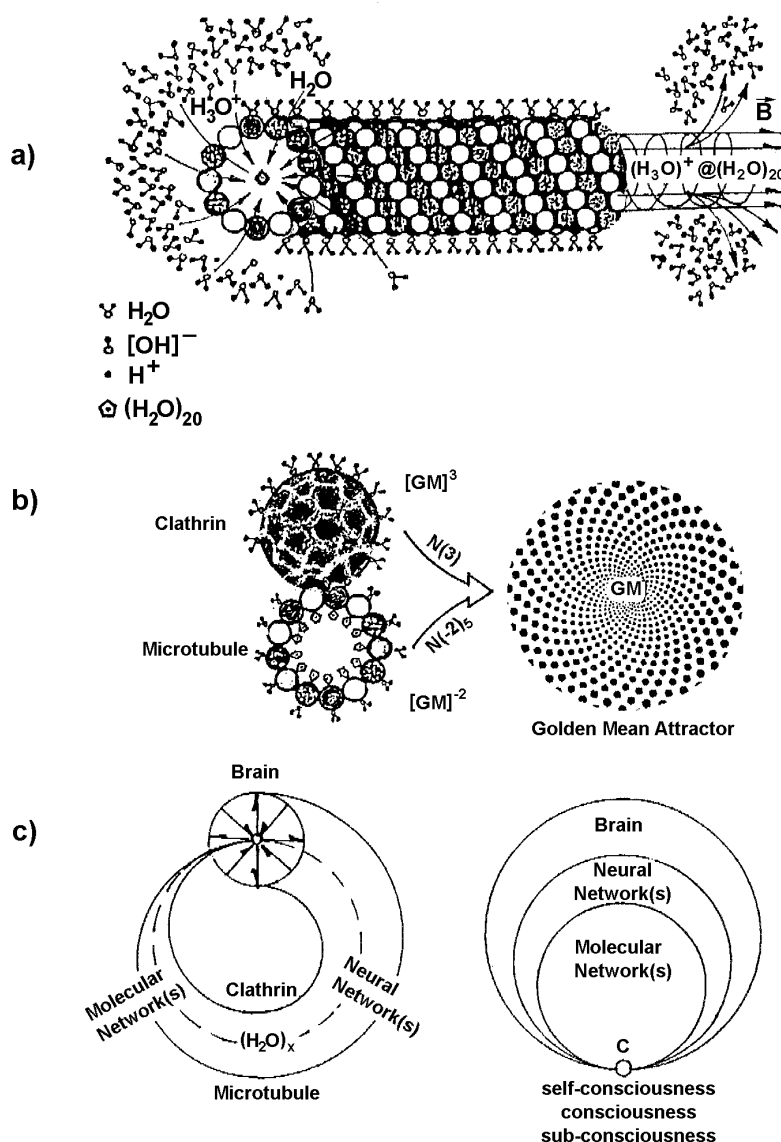 a)
H₃O⁺
H₂O
B
(H₃O)⁺@(H₂O)₂₀
H₂O
[OH]⁻
H⁺
(H₂O)₂₀
b)
Clathrin
[GM]³
N(3)
GM
Microtubule
N(-2)₅
[GM]⁻²
Golden Mean Attractor
c)
Brain
Molecular
Network(s)
Clathrin
Neural
Network(s)
(H₂O)ₓ
Microtubule
Brain
Neural
Network(s)
Molecular
Network(s)
C
self-consciousness
consciousness
sub-consciousness